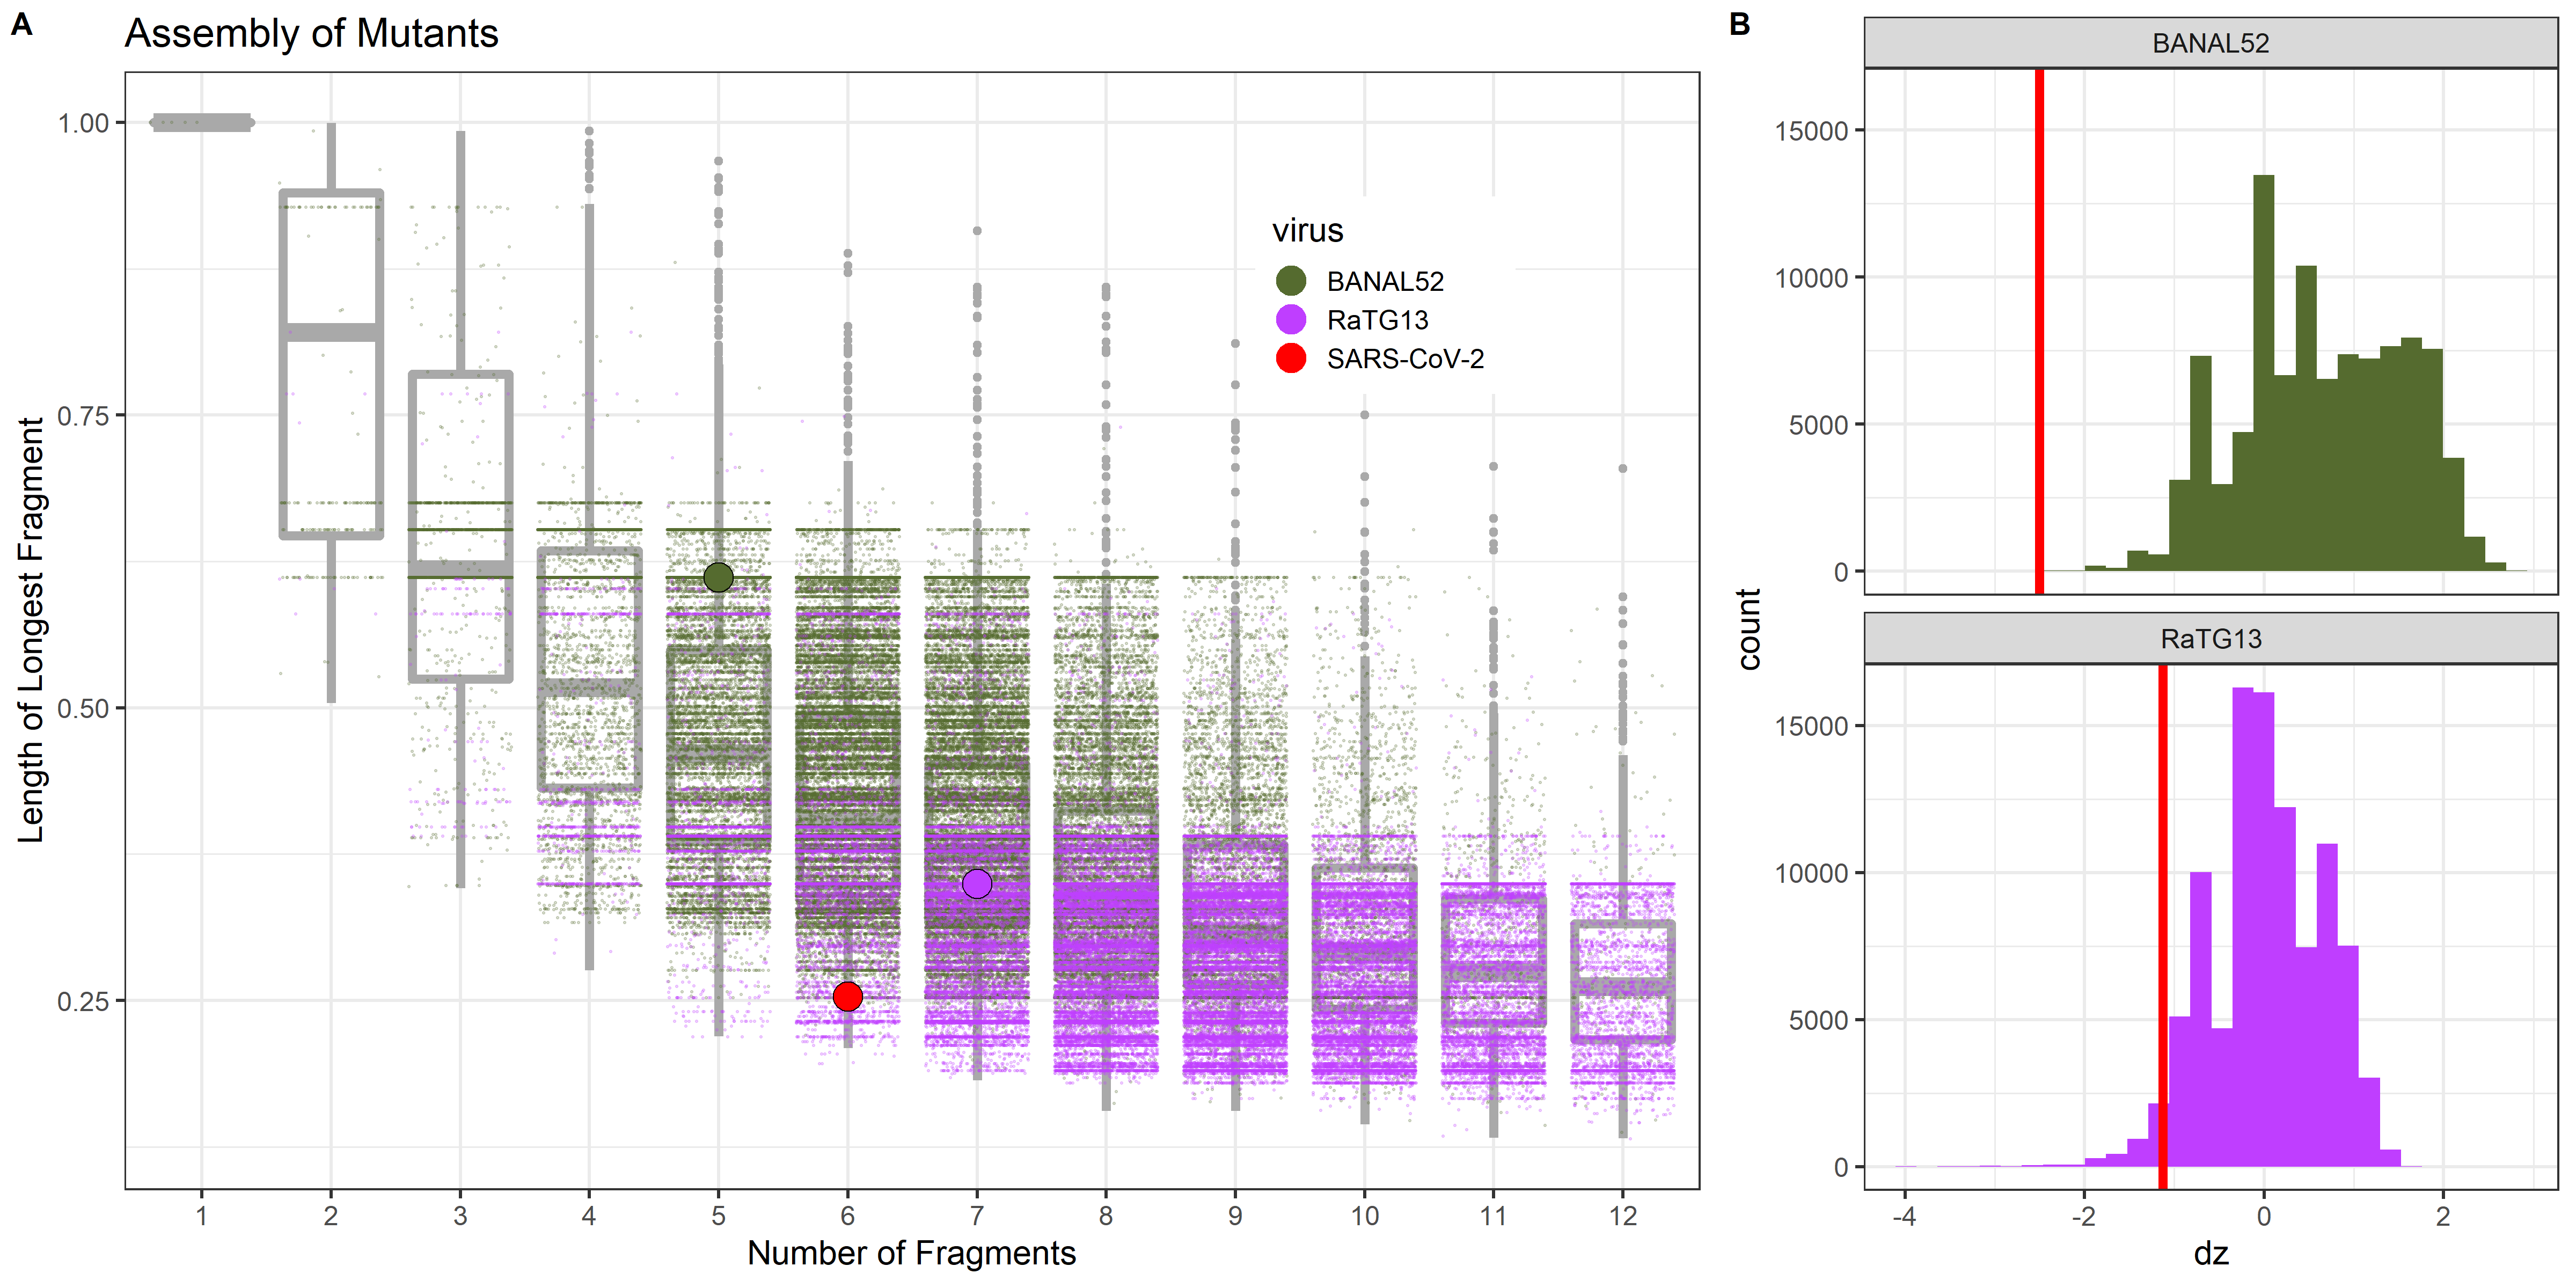 A
Assembly of Mutants
Length of Longest Fragment
1.00
0.75
0.50
0.25
virus
BANAL52
RaTG13
SARS-CoV-2
1 2 3 4 5 6 7 8 9 10 11 12
Number of Fragments
B
BANAL52
15000
10000
5000
0
count
RaTG13
15000
10000
5000
0
-4 -2 0 2
dz